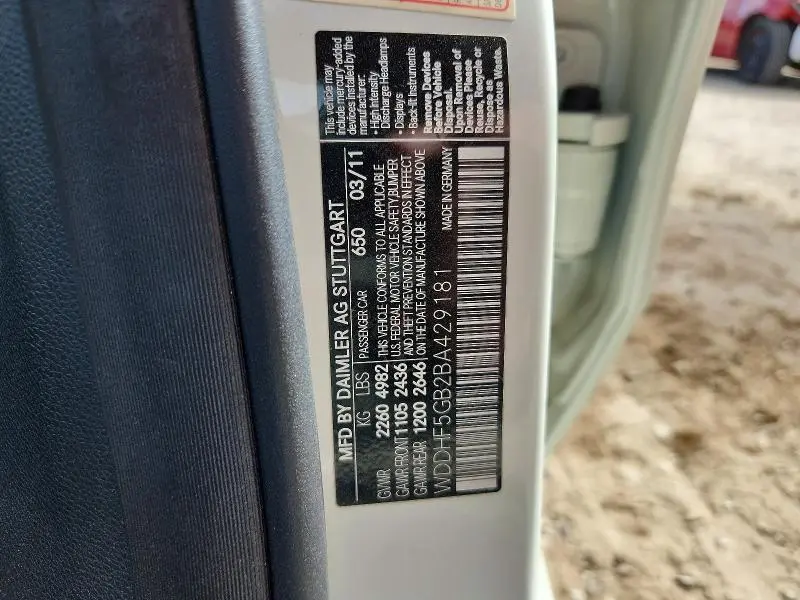 MFD BY DAIMLER AG STUTTGART
KG LBS PASSENGER CAR 650 03/11
GVWR 2260 4982 THIS VEHICLE CONFORMS TO ALL APPLICABLE
GAWR FRONT 1105 2436 U.S. FEDERAL MOTOR VEHICLE SAFETY, BUMPER
GAWR REAR 1200 2646 AND THEFT PREVENTION STANDARDS IN EFFECT
ON THE DATE OF MANUFACTURE SHOWN ABOVE
WDDHF5GB2BA429181 MADE IN GERMANY
This vehicle may
include mercury-added
devices installed by the
manufacturer:
• High Intensity
Discharge Headlamps
• Displays
• Back-lit Instruments
Remove Devices
Before Vehicle
Disposal.
Upon Removal of
Devices Please
Reuse, Recycle or
Dispose as
Hazardous Waste.